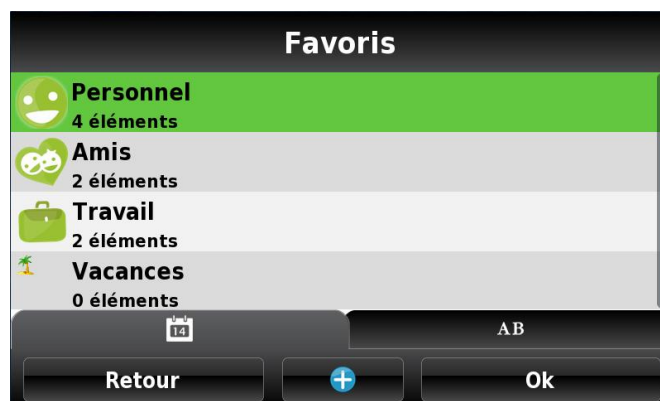 Favoris
Personnel
4 éléments
Amis
2 éléments
Travail
2 éléments
Vacances
0 éléments
14
AB
Retour
Ok